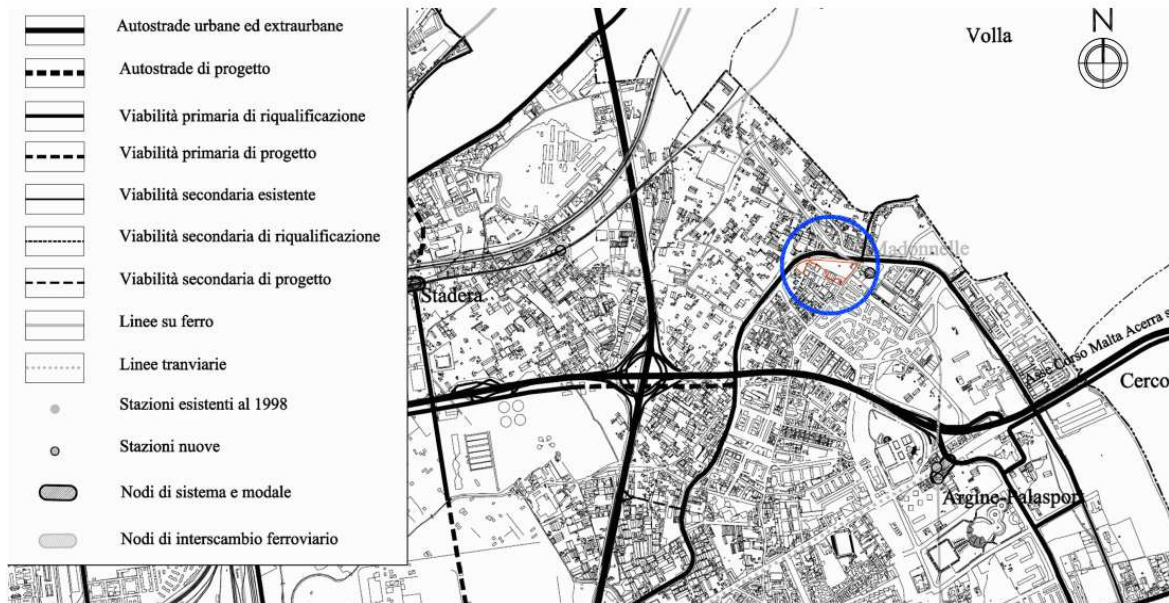 Autostrade urbane ed extraurbane
Autostrade di progetto
Viabilità primaria di riqualificazione
Viabilità primaria di progetto
Viabilità secondaria esistente
Viabilità secondaria di riqualificazione
Viabilità secondaria di progetto
Linee su ferro
Linee tranviarie
Stazioni esistenti al 1998
Stazioni nuove
Nodi di sistema e modale
Nodi di interscambio ferroviario
N
Volla
Madonnelle
Stadera
Asse Corso Malta Acerra s
Cerco
Argine-Palasport